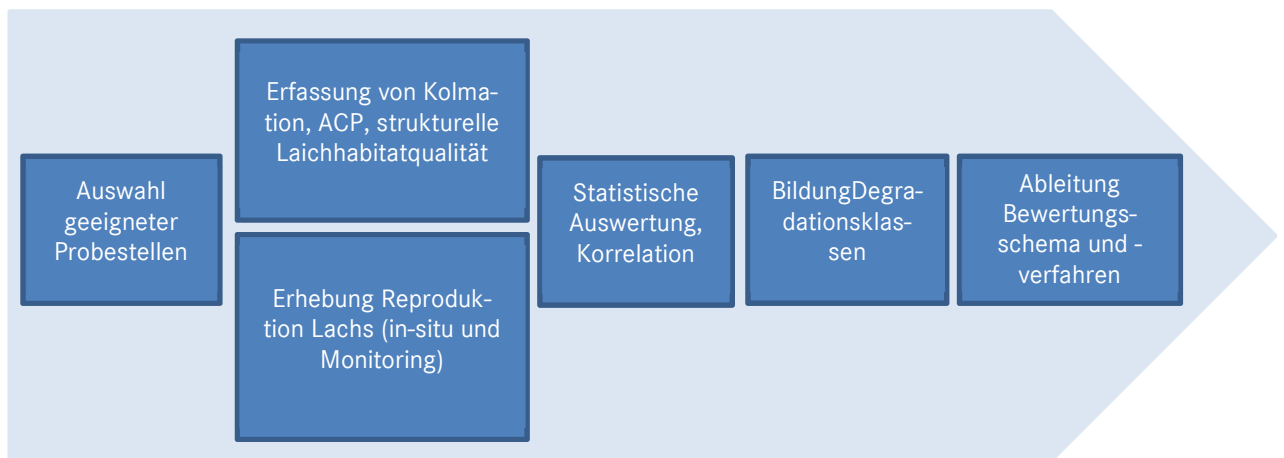 Auswahl
geeigneter
Probestellen
Erfassung von Kolma-
tion, ACP, strukturelle
Laichhabitatqualität
Erhebung Reproduk-
tion Lachs (in-situ und
Monitoring)
Statistische
Auswertung,
Korrelation
BildungDegra-
dationsklas-
sen
Ableitung
Bewertungs-
schema und -
verfahren